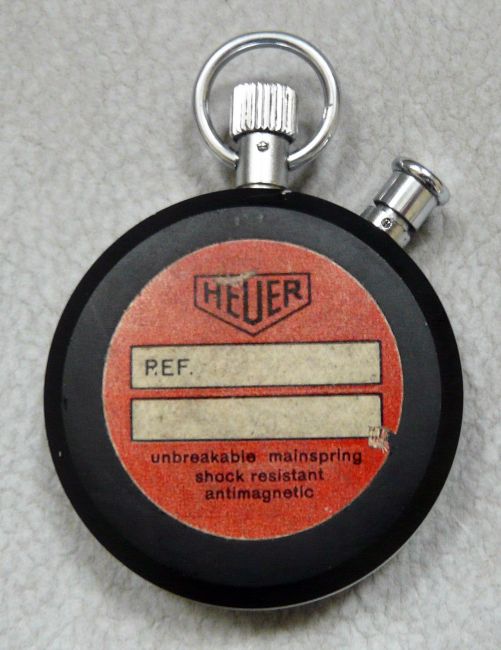 HEUER
REF.
unbreakable mainspring
shock resistant
antimagnetic